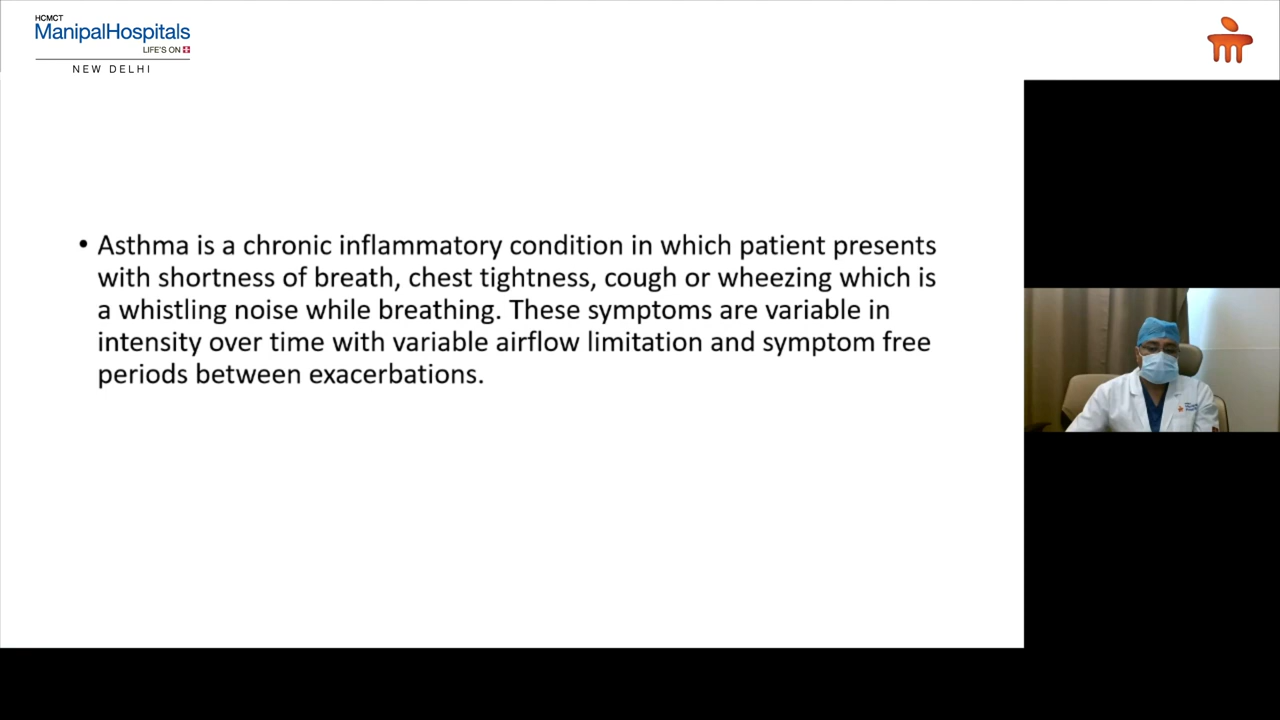 HCMCT
ManipalHospitals
LIFE'S ON
NEW DELHI
• Asthma is a chronic inflammatory condition in which patient presents
with shortness of breath, chest tightness, cough or wheezing which is
a whistling noise while breathing. These symptoms are variable in
intensity over time with variable airflow limitation and symptom free
periods between exacerbations.